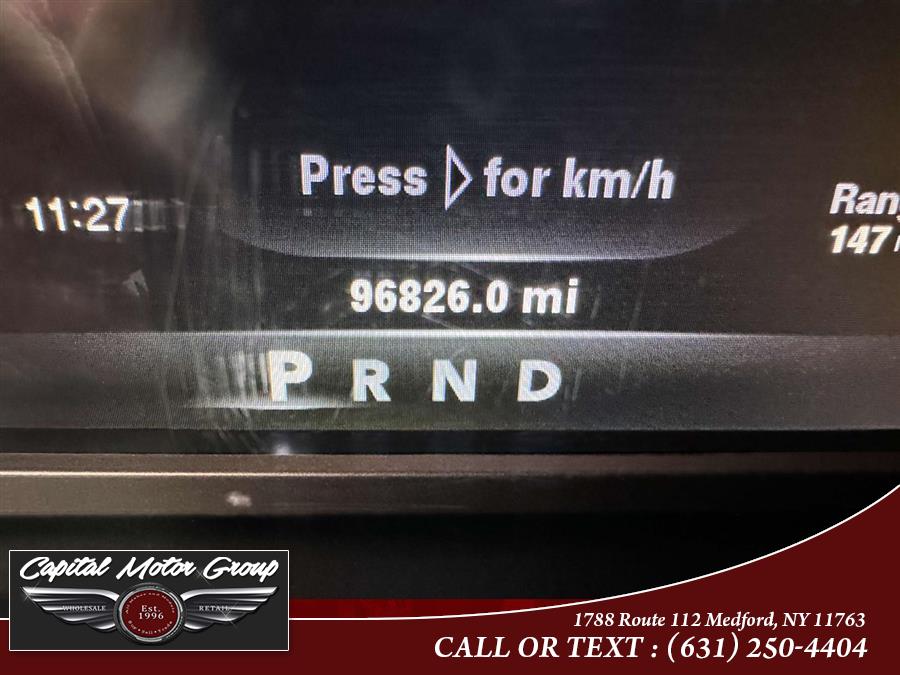 Press ▷ for km/h
11:27
147
96826.0 mi
P R N D
Capital Motor Group
WHOLESALE
Est. 1996
RETAIL
1788 Route 112 Medford, NY 11763
CALL OR TEXT : (631) 250-4404